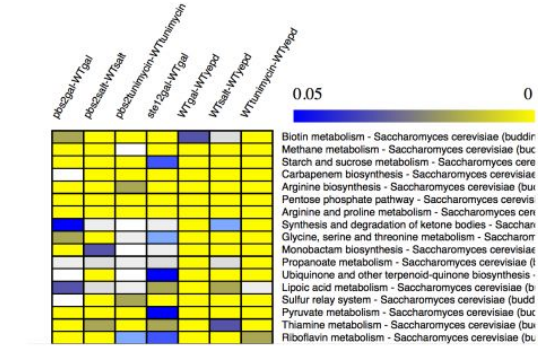 pbs2gal-WTgal
pbs2salt-WTsalt
pbs2tunimycin-WTtunimycin
ste12gal-WTgal
WTgal-WTyepd
WTsalt-WTyepd
WTtunimycin-WTyepd
0.05 0
Biotin metabolism - Saccharomyces cerevisiae (buddin
Methane metabolism - Saccharomyces cerevisiae (buc
Starch and sucrose metabolism - Saccharomyces cere
Carbapenem biosynthesis - Saccharomyces cerevisiae
Arginine biosynthesis - Saccharomyces cerevisiae (buc
Pentose phosphate pathway - Saccharomyces cerevis
Arginine and proline metabolism - Saccharomyces cere
Synthesis and degradation of ketone bodies - Sacchar
Glycine, serine and threonine metabolism - Saccharom
Monobactam biosynthesis - Saccharomyces cerevisiae
Propanoate metabolism - Saccharomyces cerevisiae (b
Ubiquinone and other terpenoid-quinone biosynthesis -
Lipoic acid metabolism - Saccharomyces cerevisiae (b
Sulfur relay system - Saccharomyces cerevisiae (budd
Pyruvate metabolism - Saccharomyces cerevisiae (bu
Thiamine metabolism - Saccharomyces cerevisiae (bu
Riboflavin metabolism - Saccharomyces cerevisiae (bu